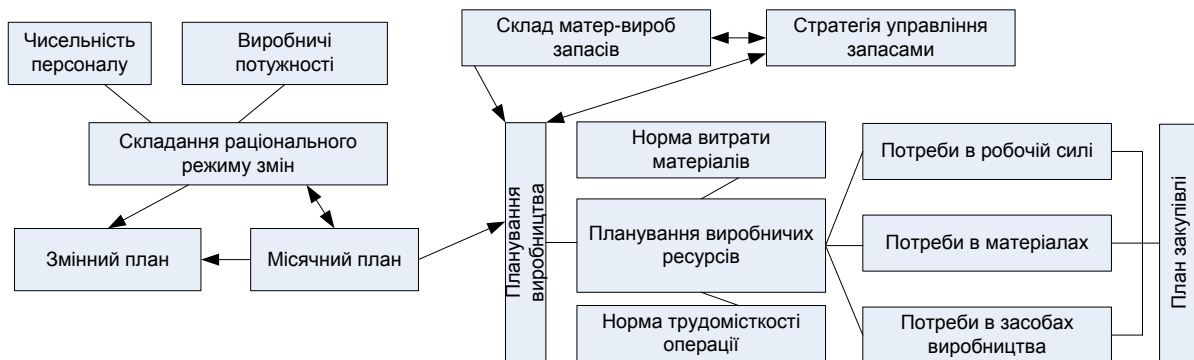 Чисельність
персоналу
Виробничі
потужності
Склад матер-вироб
запасів
Стратегія управління
запасами
Складання раціонального
режиму змін
Змінний план
Місячний план
Планування
виробництва
Норма витрати
матеріалів
Планування виробничих
ресурсів
Норма трудомісткості
операції
Потреби в робочій силі
Потреби в матеріалах
Потреби в засобах
виробництва
План закупівлі